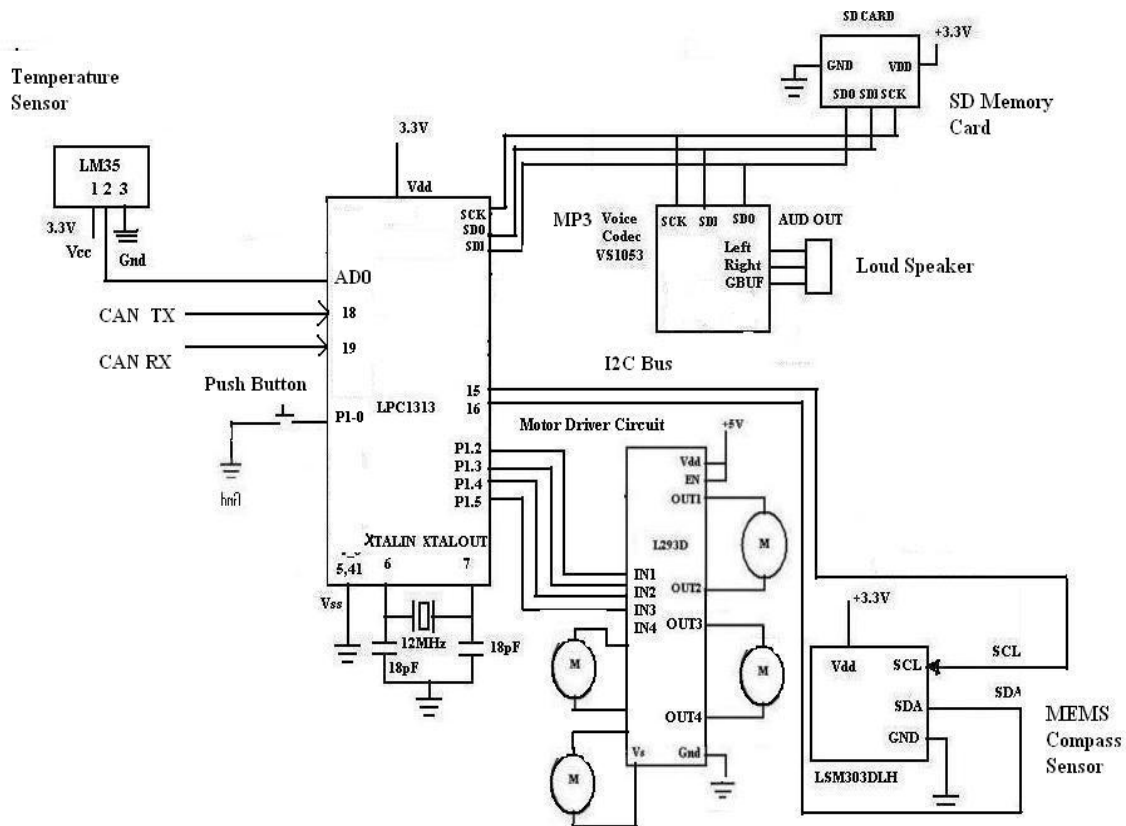 SD CARD
+3.3V
GND
VDD
SDO SDI SCK
SD Memory
Card
Temperature
Sensor
LM35
1 2 3
3.3V
Vcc
Gnd
3.3V
Vdd
SCK
SDO
SDI
MP3
Voice
Codec
VS1053
SCK
SDI
SDO
AUD OUT
Left
Right
GBUF
Loud Speaker
AD0
CAN TX
18
CAN RX
19
Push Button
P1-0
LPC1313
I2C Bus
15
16
Motor Driver Circuit
+5V
P1.2
P1.3
P1.4
P1.5
Vdd
EN
OUT1
L293D
M
OUT2
IN1
IN2
IN3
IN4
OUT3
M
OUT4
Vs
Gnd
M
M
XTALIN XTALOUT
5,41
6
7
Vss
12MHz
18pF
18pF
+3.3V
Vdd
SCL
SCL
SDA
SDA
GND
LSM303DLH
MEMS
Compass
Sensor